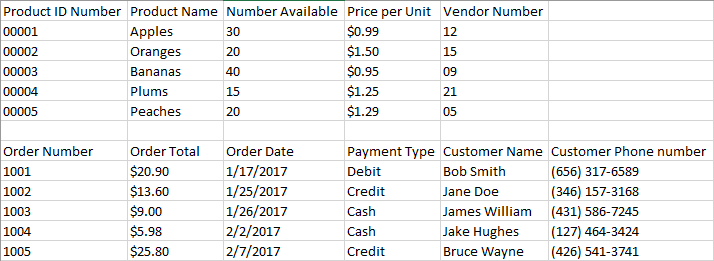 Product ID Number Product Name Number Available Price per Unit Vendor Number
00001 Apples 30 $0.99 12
00002 Oranges 20 $1.50 15
00003 Bananas 40 $0.95 09
00004 Plums 15 $1.25 21
00005 Peaches 20 $1.29 05
Order Number Order Total Order Date Payment Type Customer Name Customer Phone number
1001 $20.90 1/17/2017 Debit Bob Smith (656) 317-6589
1002 $13.60 1/25/2017 Credit Jane Doe (346) 157-3168
1003 $9.00 1/26/2017 Cash James William (431) 586-7245
1004 $5.98 2/2/2017 Cash Jake Hughes (127) 464-3424
1005 $25.80 2/7/2017 Credit Bruce Wayne (426) 541-3741